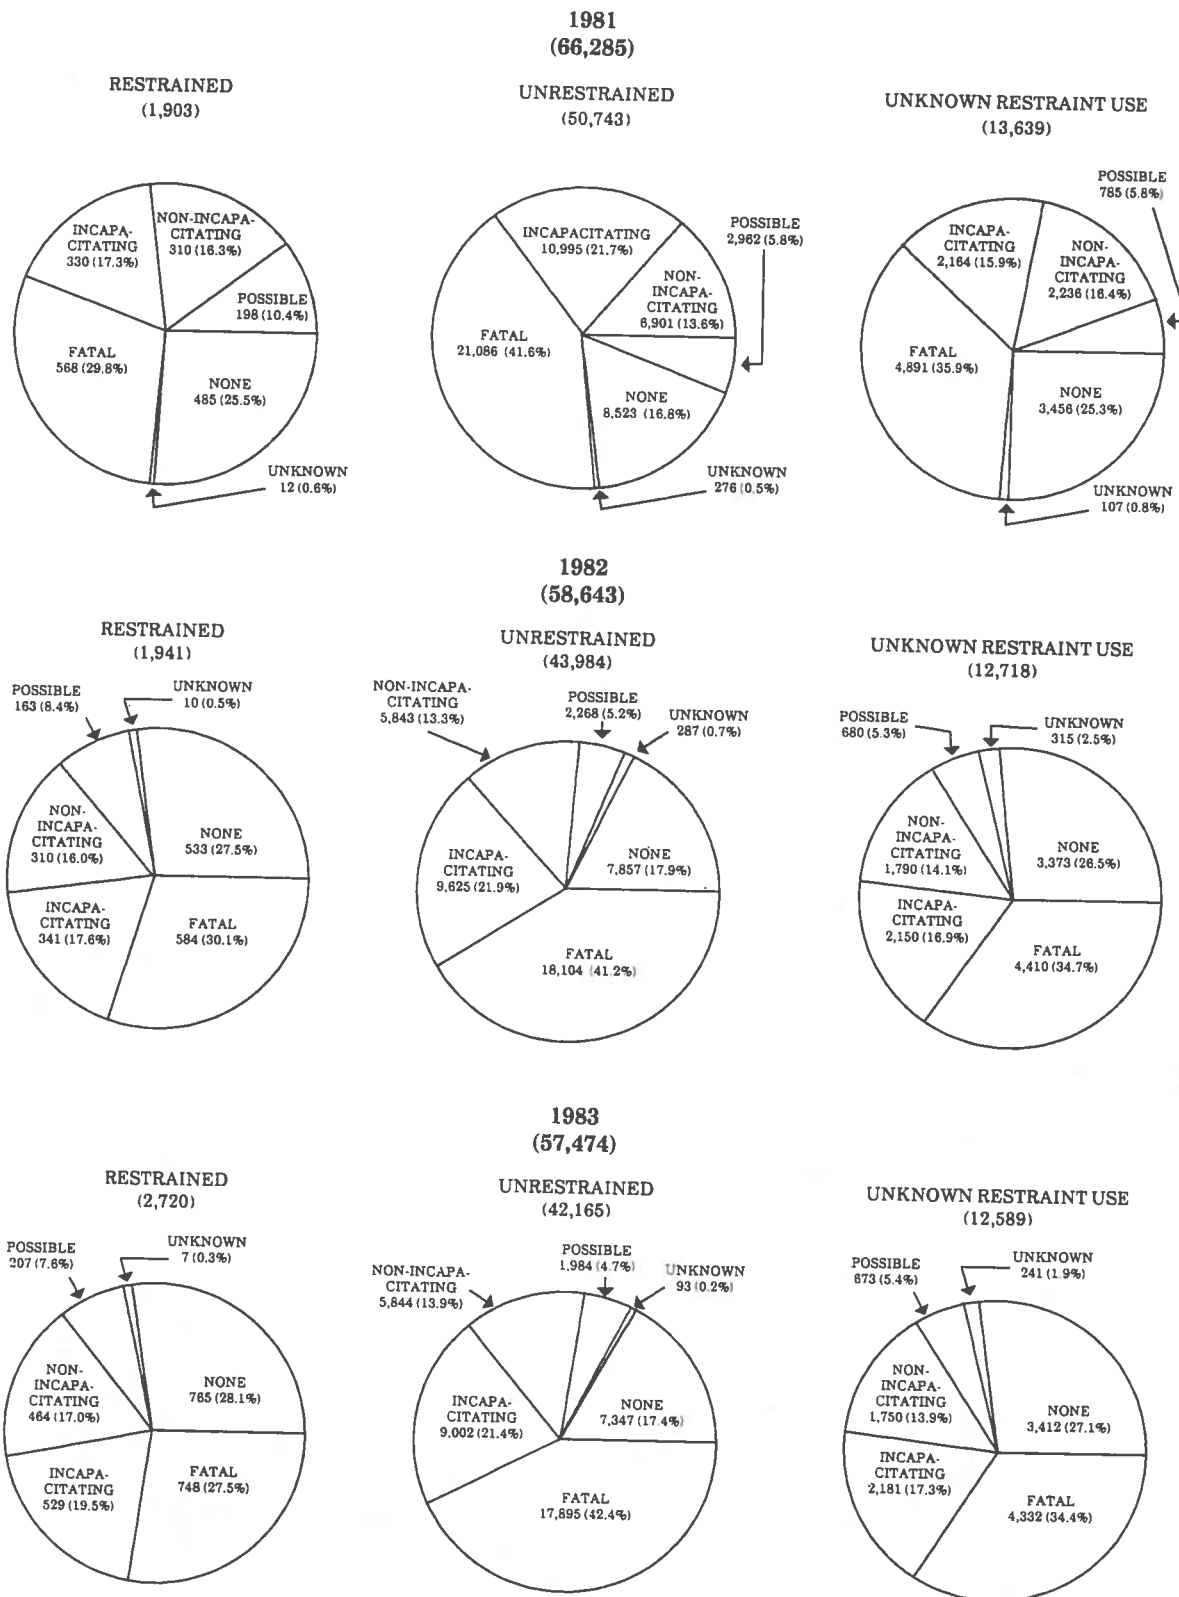 1981
(66,285)
RESTRAINED
(1,903)
UNRESTRAINED
(50,743)
UNKNOWN RESTRAINT USE
(13,639)
INCAPA-
CITATING
330 (17.3%)
NON-INCAPA-
CITATING
310 (16.3%)
POSSIBLE
198 (10.4%)
FATAL
568 (29.8%)
NONE
485 (25.5%)
UNKNOWN
12 (0.6%)
INCAPACITATING
10,995 (21.7%)
POSSIBLE
2,962 (5.8%)
NON-
INCAPA-
CITATING
6,901 (13.6%)
FATAL
21,086 (41.6%)
NONE
8,523 (16.8%)
UNKNOWN
276 (0.5%)
POSSIBLE
785 (5.8%)
INCAPA-
CITATING
2,164 (15.9%)
NON-
INCAPA-
CITATING
2,236 (16.4%)
FATAL
4,891 (35.9%)
NONE
3,456 (25.3%)
UNKNOWN
107 (0.8%)
1982
(58,643)
RESTRAINED
(1,941)
UNRESTRAINED
(43,984)
UNKNOWN RESTRAINT USE
(12,718)
POSSIBLE
163 (8.4%)
UNKNOWN
10 (0.5%)
NON-
INCAPA-
CITATING
310 (16.0%)
NONE
533 (27.5%)
INCAPA-
CITATING
341 (17.6%)
FATAL
584 (30.1%)
NON-INCAPA-
CITATING
5,843 (13.3%)
POSSIBLE
2,268 (5.2%)
UNKNOWN
287 (0.7%)
INCAPA-
CITATING
9,625 (21.9%)
NONE
7,857 (17.9%)
FATAL
18,104 (41.2%)
POSSIBLE
680 (5.3%)
UNKNOWN
315 (2.5%)
NON-
INCAPA-
CITATING
1,790 (14.1%)
NONE
3,373 (26.5%)
INCAPA-
CITATING
2,150 (16.9%)
FATAL
4,410 (34.7%)
1983
(57,474)
RESTRAINED
(2,720)
UNRESTRAINED
(42,165)
UNKNOWN RESTRAINT USE
(12,589)
POSSIBLE
207 (7.6%)
UNKNOWN
7 (0.3%)
NON-
INCAPA-
CITATING
464 (17.0%)
NONE
765 (28.1%)
INCAPA-
CITATING
529 (19.5%)
FATAL
748 (27.5%)
NON-INCAPA-
CITATING
5,844 (13.9%)
POSSIBLE
1,984 (4.7%)
UNKNOWN
93 (0.2%)
INCAPA-
CITATING
9,002 (21.4%)
NONE
7,347 (17.4%)
FATAL
17,895 (42.4%)
POSSIBLE
673 (5.4%)
UNKNOWN
241 (1.9%)
NON-
INCAPA-
CITATING
1,750 (13.9%)
NONE
3,412 (27.1%)
INCAPA-
CITATING
2,181 (17.3%)
FATAL
4,332 (34.4%)